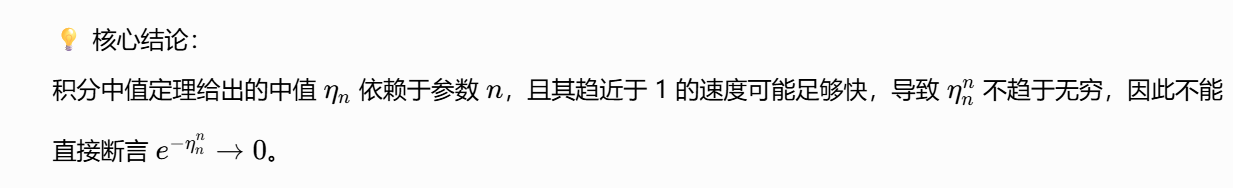 💡 核心结论：
积分中值定理给出的中值 $\eta_n$ 依赖于参数 $n$，且其趋近于 1 的速度可能足够快，导致 $\eta_n^n$ 不趋于无穷，因此不能
直接断言 $e^{-\eta_n^n} \to 0$。